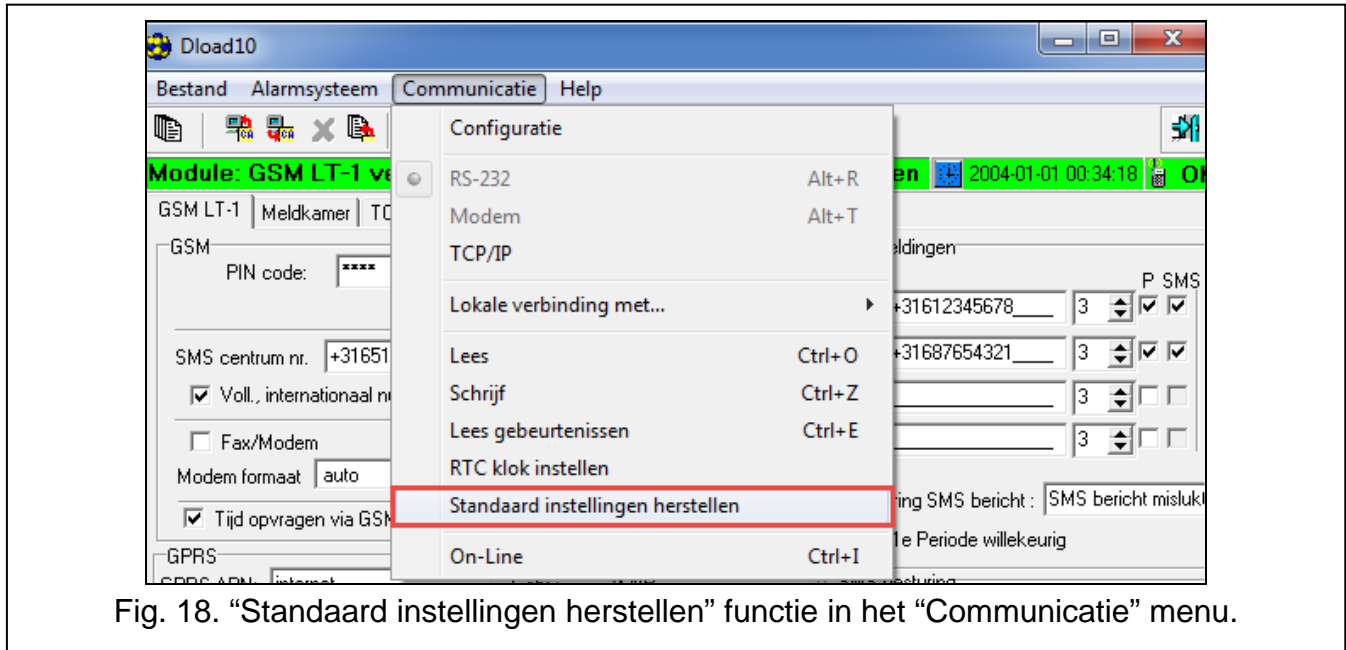 Dload10
Bestand Alarmsysteem Communicatie Help
Configuratie
Module: GSM LT-1 en 2004-01-01 00:34:18
RS-232 Alt+R
GSM LT-1 Meldkamer
Modem Alt+T
GSM
PIN code: ****
TCP/IP
P SMS
Lokale verbinding met...
+31612345678____ 3
SMS centrum nr. +31651
Lees Ctrl+O
+31687654321____ 3
Voll., internationaal
Schrijf Ctrl+Z
3
Fax/Modem
Lees gebeurtenissen Ctrl+E
3
Modem formaat auto
RTC klok instellen
Tijd opvragen via GSM
Standaard instellingen herstellen
SMS bericht : SMS bericht
1e Periode willekeurig
GPRS
On-Line Ctrl+I
Fig. 18. “Standaard instellingen herstellen” functie in het “Communicatie” menu.